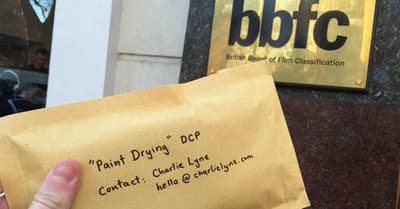 bbfc
British Board of Film Classification
"Paint Drying" DCP
Contact: Charlie Lyne
hello@charlielyne.com